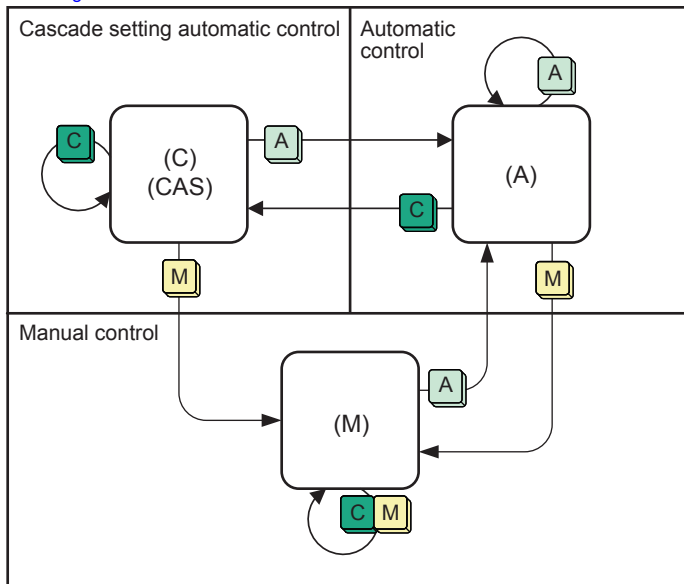 Cascade setting automatic control
Automatic
control
A
C
A
(C)
(CAS)
(A)
C
M
M
Manual control
A
(M)
C M